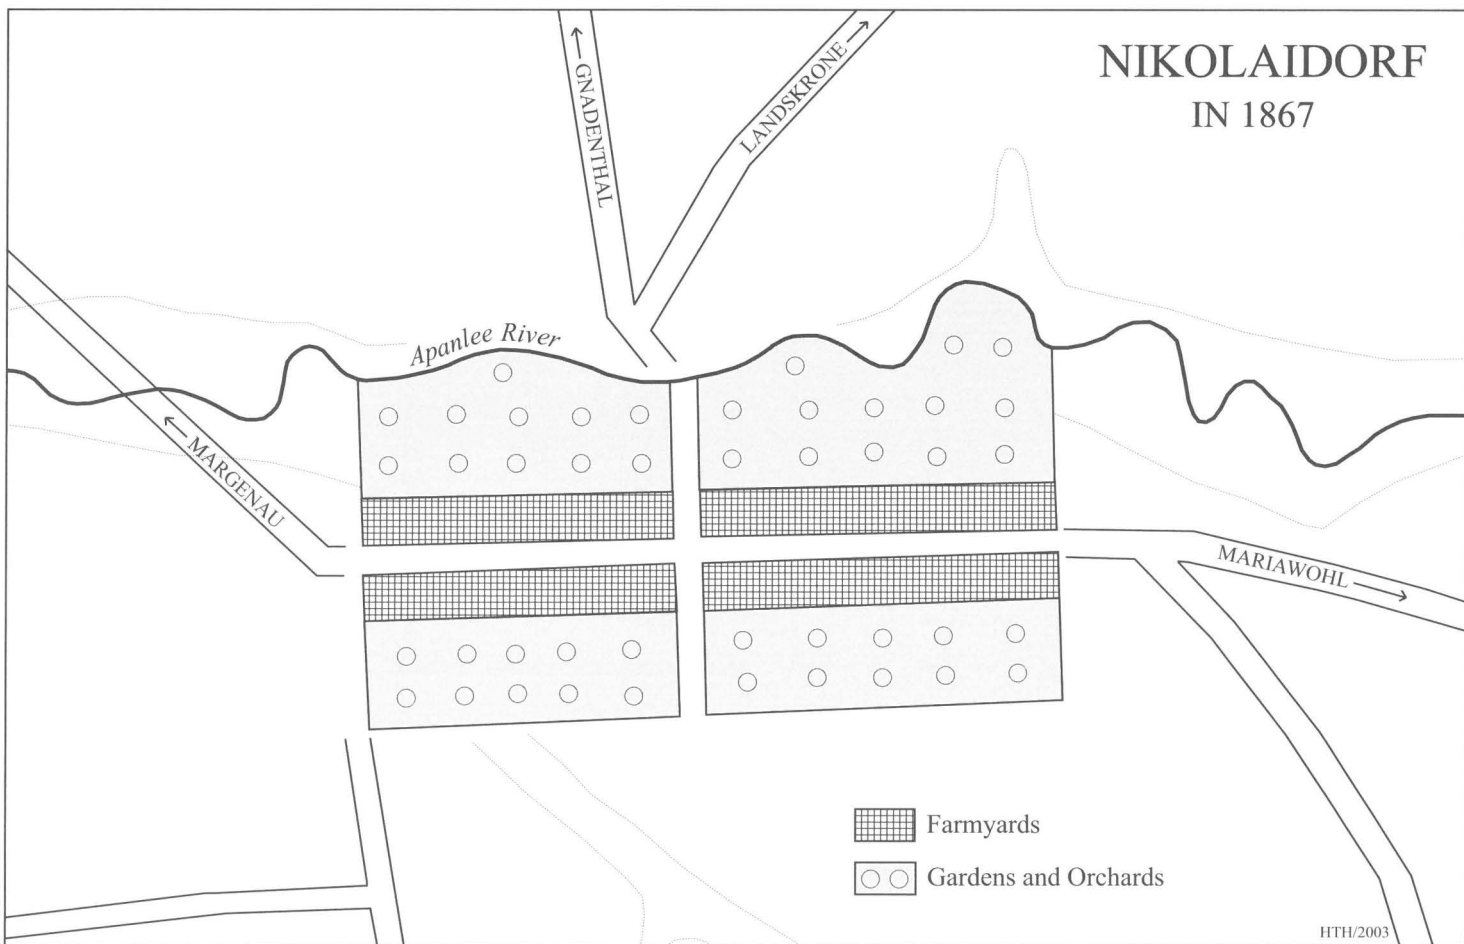 NIKOLAIDORF
IN 1867
GNADENTHAL
LANDSKRONE
Apanlee River
MARGENAU
MARIAWOHL
Farmyards
Gardens and Orchards
HTH/2003